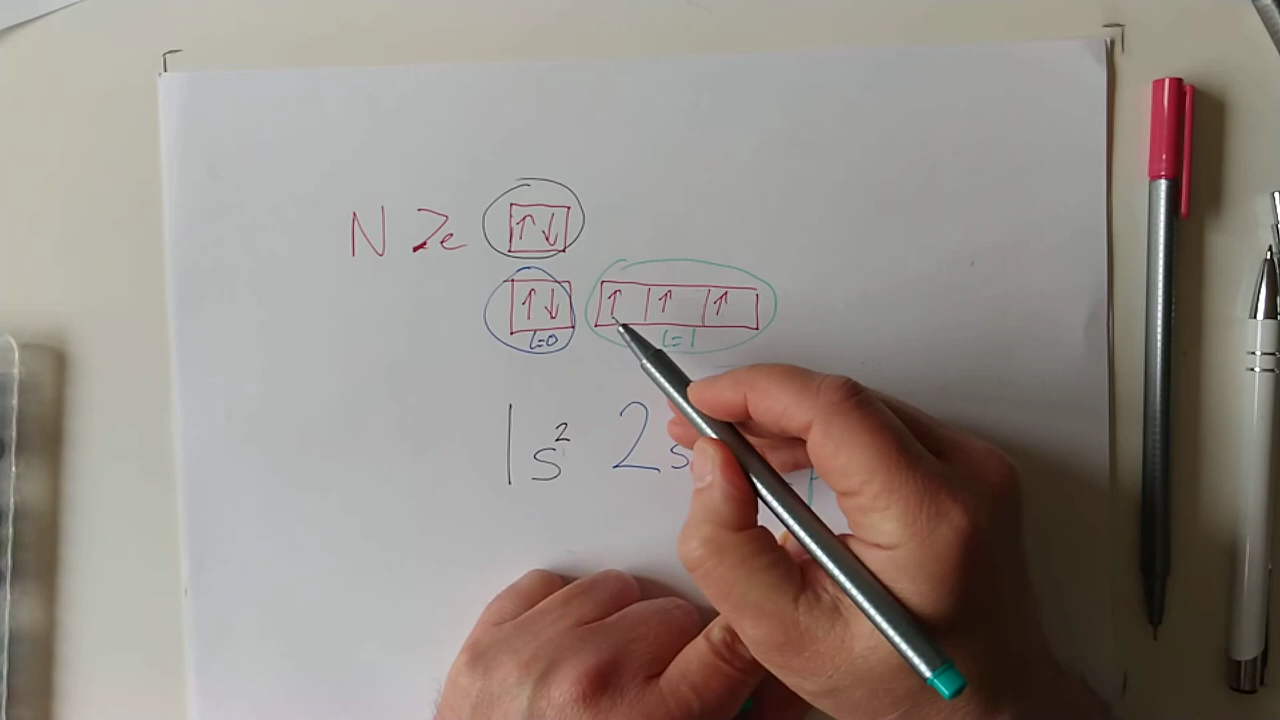 N 7e ↑↓
↑↓ ↑ ↑ ↑
l=0 l=1
1s² 2s p